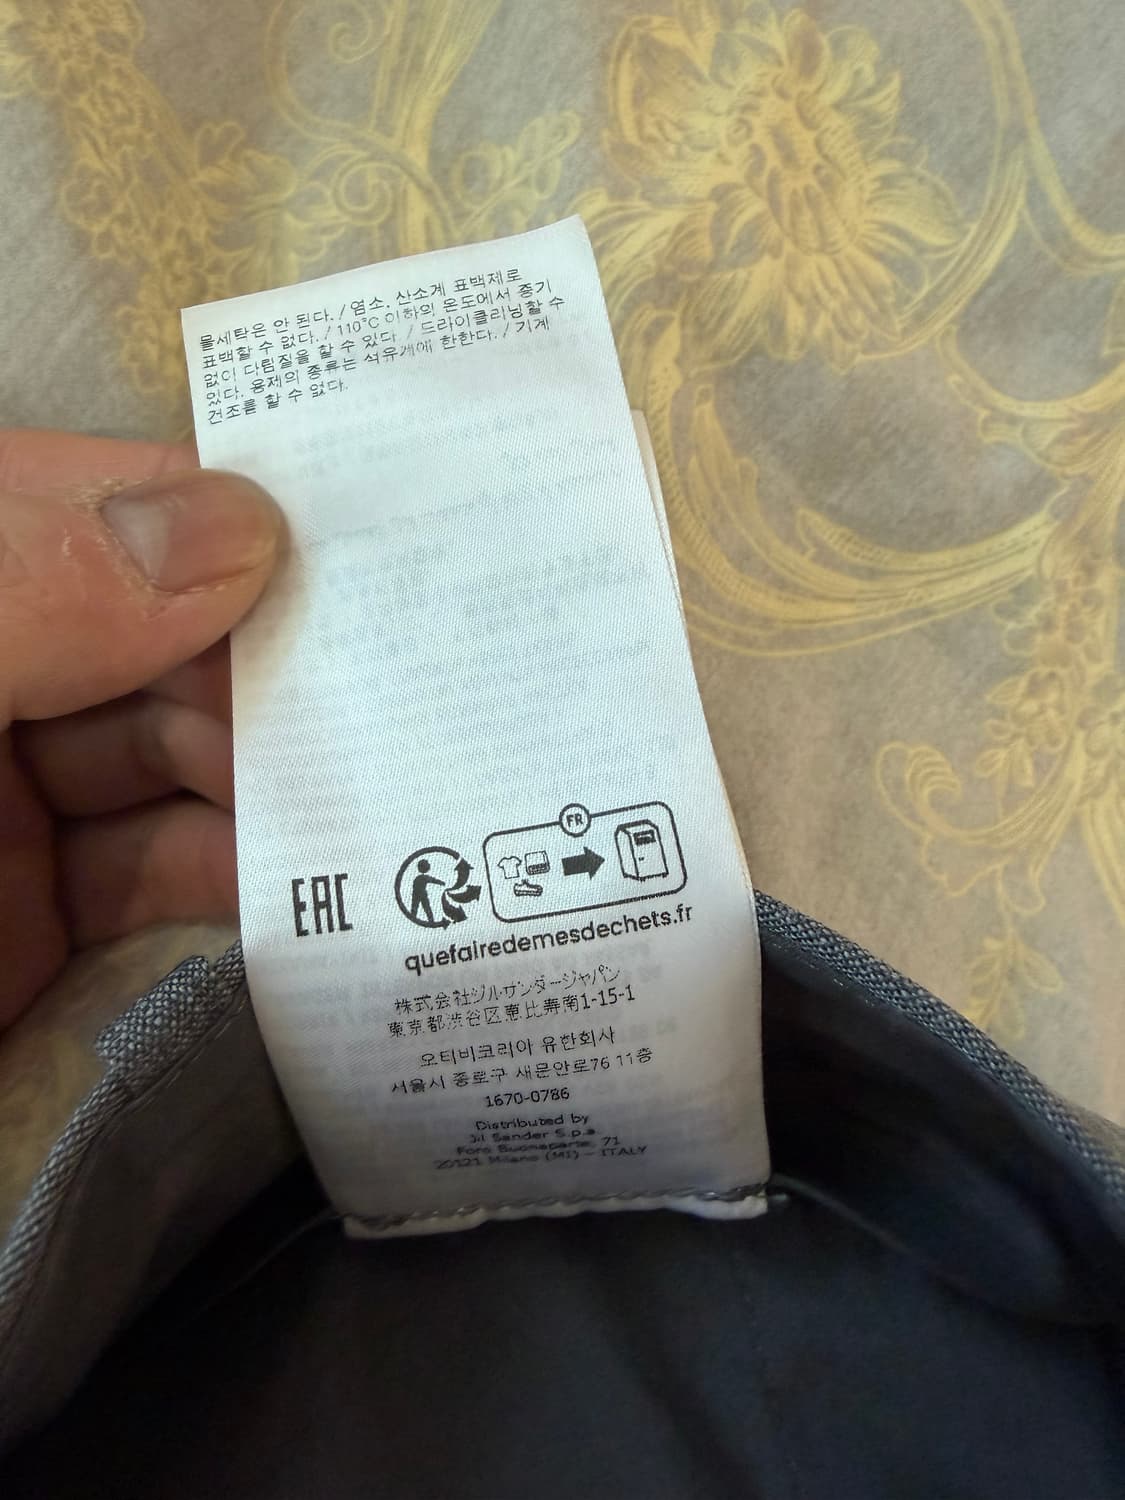 물세탁은 안 된다. / 염소, 산소계 표백제로
표백할 수 없다. / 110°C 이하의 온도에서 증기
없이 다림질을 할 수 있다 / 드라이클리닝할 수
있다. 용제의 종류는 석유계에 한한다. / 기계
건조를 할 수 없다.
EAC
FR
quefairedemesdechets.fr
株式会社ジルサンダージャパン
東京都渋谷区恵比寿南1-15-1
오티비코리아 유한회사
서울시 종로구 새문안로76 11층
1670-0786
Distributed by
Jil Sander S.p.a.
Foro Buonaparte, 71
20121 Milano (MI) – ITALY